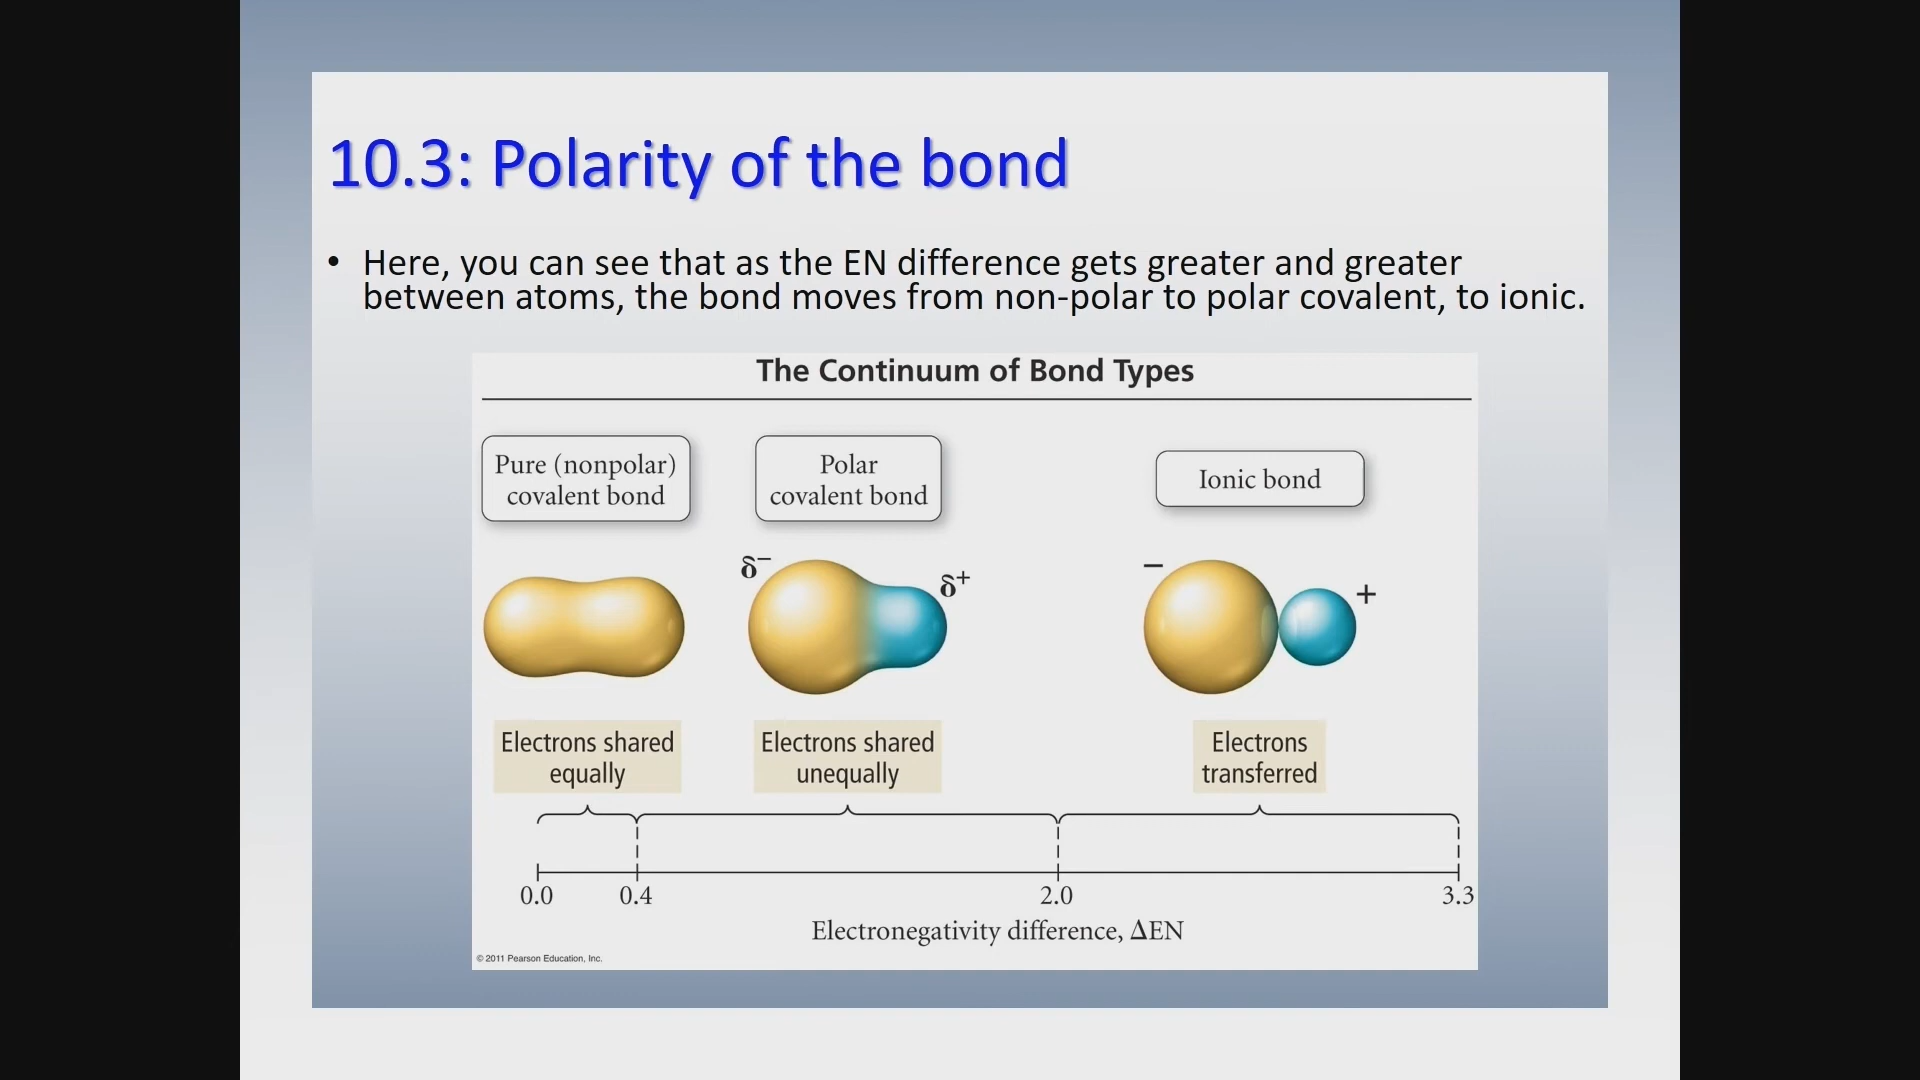 10.3: Polarity of the bond
• Here, you can see that as the EN difference gets greater and greater
between atoms, the bond moves from non-polar to polar covalent, to ionic.
The Continuum of Bond Types
Pure (nonpolar)
covalent bond
Polar
covalent bond
Ionic bond
δ−
δ+
−
+
Electrons shared
equally
Electrons shared
unequally
Electrons
transferred
0.0 0.4 2.0 3.3
Electronegativity difference, ΔEN
© 2011 Pearson Education, Inc.